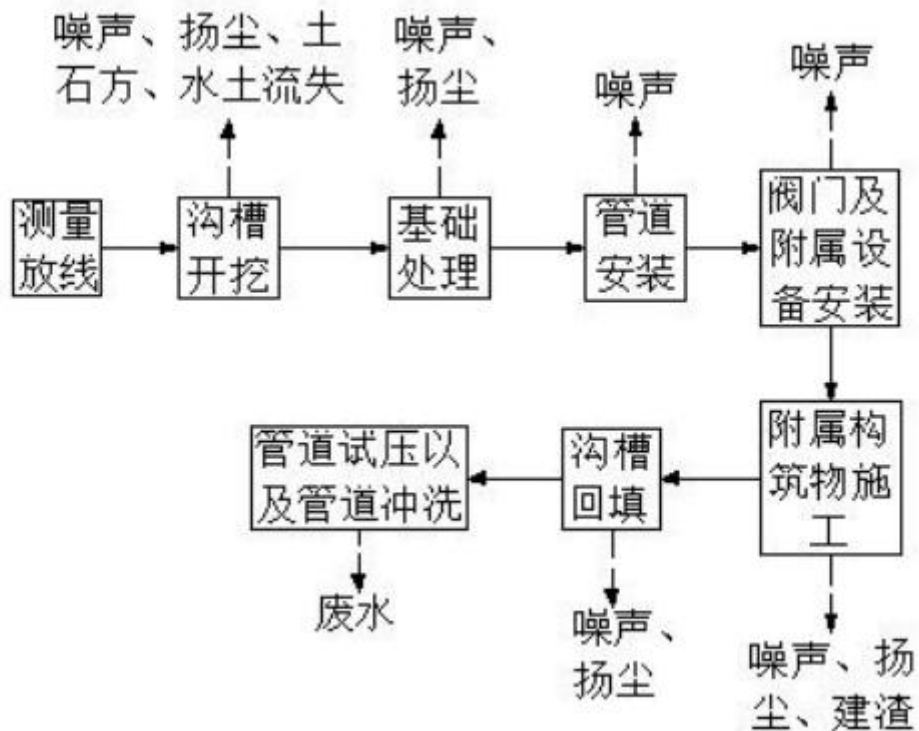 噪声、扬尘、土
石方、水土流失
噪声、
扬尘
噪声
噪声
测量
放线
沟槽
开挖
基础
处理
管道
安装
阀门及
附属设
备安装
管道试压以
及管道冲洗
沟槽
回填
附属构
筑物施
工
废水
噪声、
扬尘
噪声、扬
尘、建渣